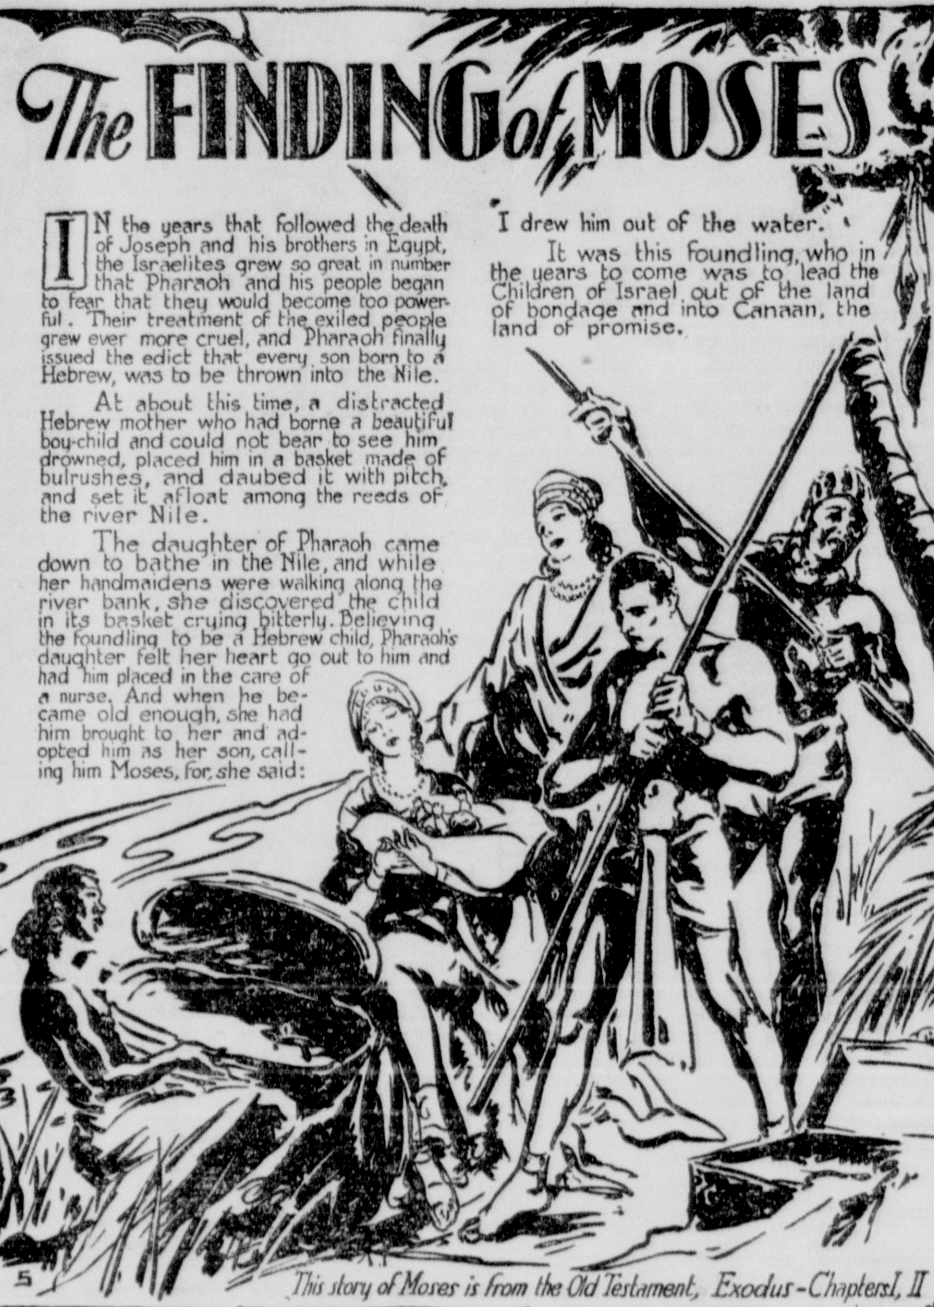 The FINDING of MOSES
IN the years that followed the death
of Joseph and his brothers in Egypt,
the Israelites grew so great in number
that Pharaoh and his people began
to fear that they would become too power-
ful. Their treatment of the exiled people
grew ever more cruel, and Pharaoh finally
issued the edict that every son born to a
Hebrew, was to be thrown into the Nile.
At about this time, a distracted
Hebrew mother who had borne a beautiful
boy-child and could not bear to see him
drowned, placed him in a basket made of
bulrushes, and daubed it with pitch,
and set it afloat among the reeds of
the river Nile.
The daughter of Pharaoh came
down to bathe in the Nile, and while
her handmaidens were walking along the
river bank, she discovered the child
in its basket crying bitterly. Believing
the foundling to be a Hebrew child, Pharaoh's
daughter felt her heart go out to him and
had him placed in the care of
a nurse. And when he be-
came old enough, she had
him brought to her and ad-
opted him as her son, call-
ing him Moses, for, she said:
"I drew him out of the water."
It was this foundling, who in
the years to come was to lead the
Children of Israel out of the land
of bondage and into Canaan, the
land of promise.
5
This story of Moses is from the Old Testament, Exodus-Chapters I, II